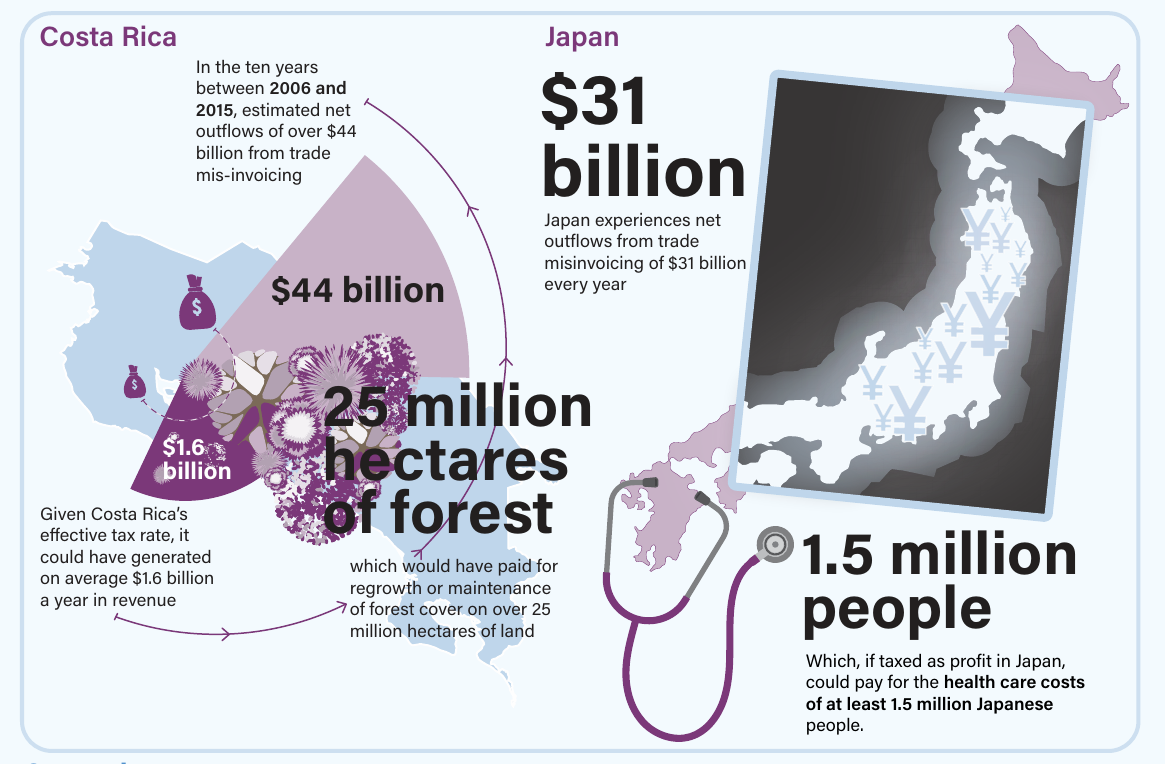 Costa Rica
In the ten years
between 2006 and
2015, estimated net
outflows of over $44
billion from trade
mis-invoicing
$44 billion
$
$
$1.6
billion
25 million
hectares
of forest
Given Costa Rica’s
effective tax rate, it
could have generated
on average $1.6 billion
a year in revenue
which would have paid for
regrowth or maintenance
of forest cover on over 25
million hectares of land
Japan
$31
billion
Japan experiences net
outflows from trade
misinvoicing of $31 billion
every year
¥ ¥
¥ ¥
¥ ¥
¥
¥ ¥
¥
¥ ¥
¥
¥ ¥
1.5 million
people
Which, if taxed as profit in Japan,
could pay for the health care costs
of at least 1.5 million Japanese
people.